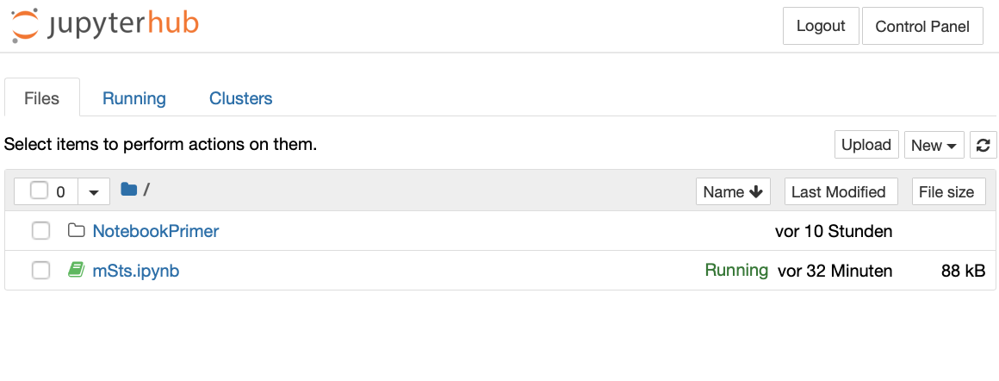 jupyterhub Logout Control Panel
Files Running Clusters
Select items to perform actions on them. Upload New
0 / Name Last Modified File size
NotebookPrimer vor 10 Stunden
mSts.ipynb Running vor 32 Minuten 88 kB